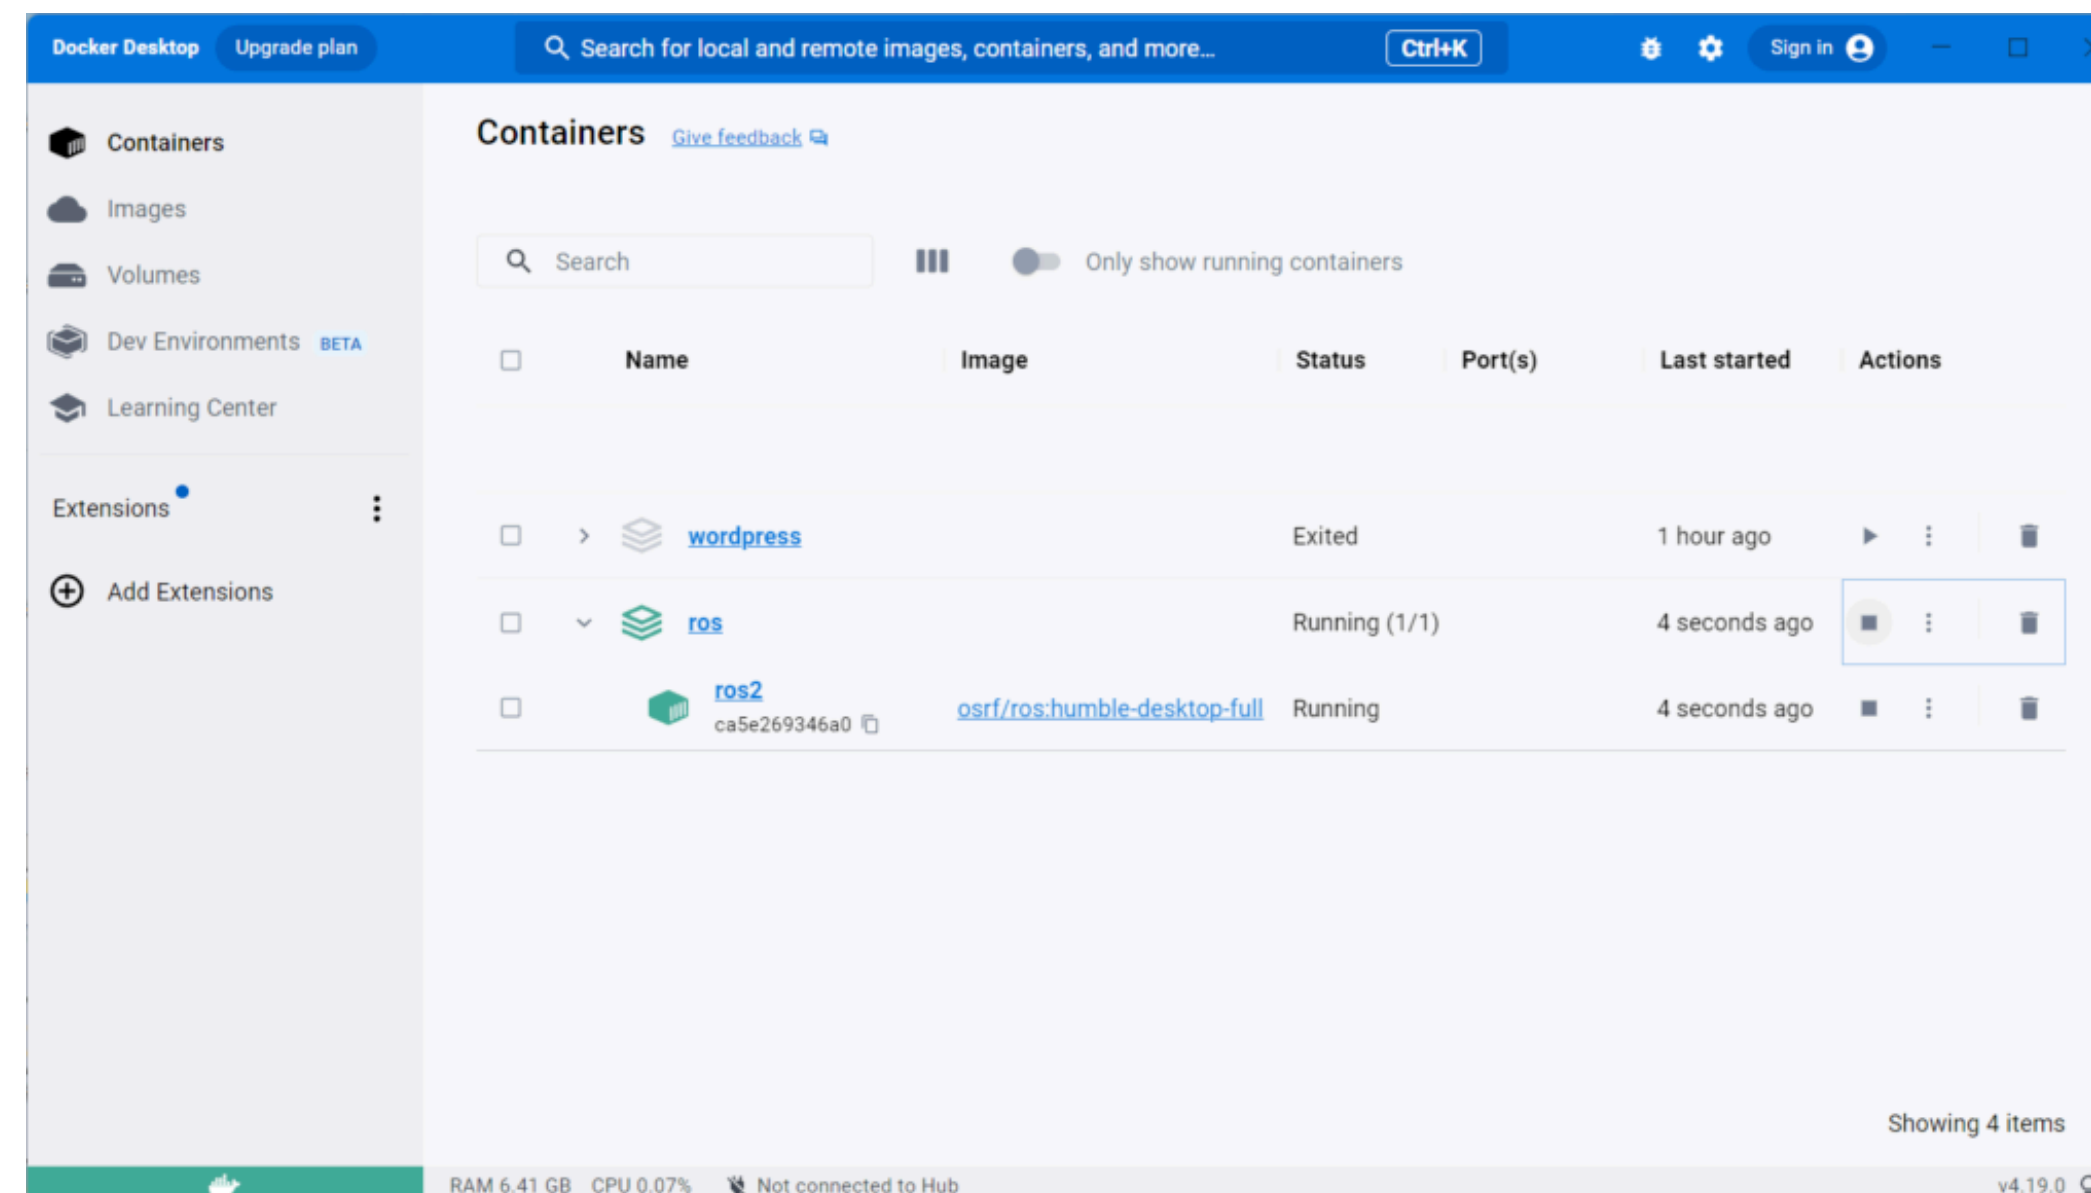 Docker Desktop Upgrade plan Search for local and remote images, containers, and more... Ctrl+K Sign in
Containers
Images
Volumes
Dev Environments BETA
Learning Center
Extensions
Add Extensions
Containers Give feedback
Search Only show running containers
Name Image Status Port(s) Last started Actions
wordpress Exited 1 hour ago
ros Running (1/1) 4 seconds ago
ros2 osrf/ros:humble-desktop-full Running 4 seconds ago
ca5e269346a0
Showing 4 items
RAM 6.41 GB CPU 0.07% Not connected to Hub v4.19.0